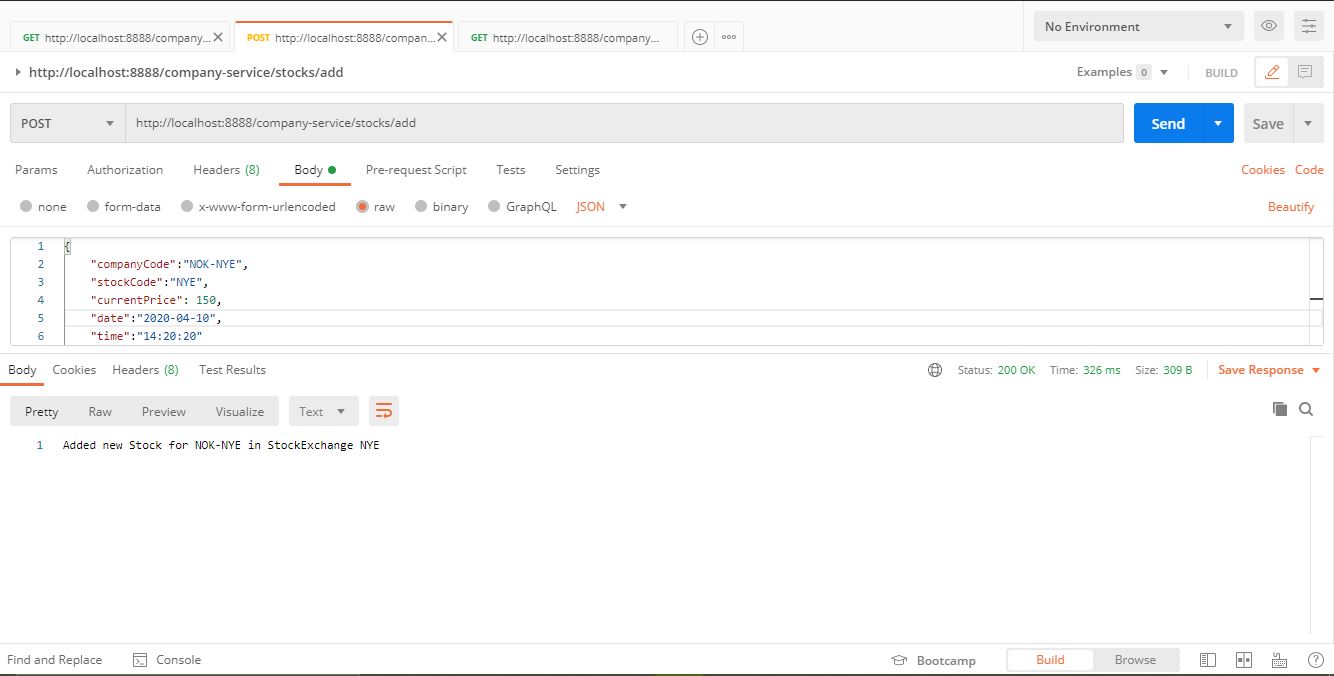 GET http://localhost:8888/company... POST http://localhost:8888/compan... GET http://localhost:8888/company... No Environment
http://localhost:8888/company-service/stocks/add Examples 0 BUILD
POST http://localhost:8888/company-service/stocks/add Send Save
Params Authorization Headers (8) Body Pre-request Script Tests Settings Cookies Code
none form-data x-www-form-urlencoded raw binary GraphQL JSON Beautify
1 {
2 "companyCode":"NOK-NYE",
3 "stockCode":"NYE",
4 "currentPrice": 150,
5 "date":"2020-04-10",
6 "time":"14:20:20"
Body Cookies Headers (8) Test Results Status: 200 OK Time: 326 ms Size: 309 B Save Response
Pretty Raw Preview Visualize Text
1 Added new Stock for NOK-NYE in StockExchange NYE
Find and Replace Console Bootcamp Build Browse